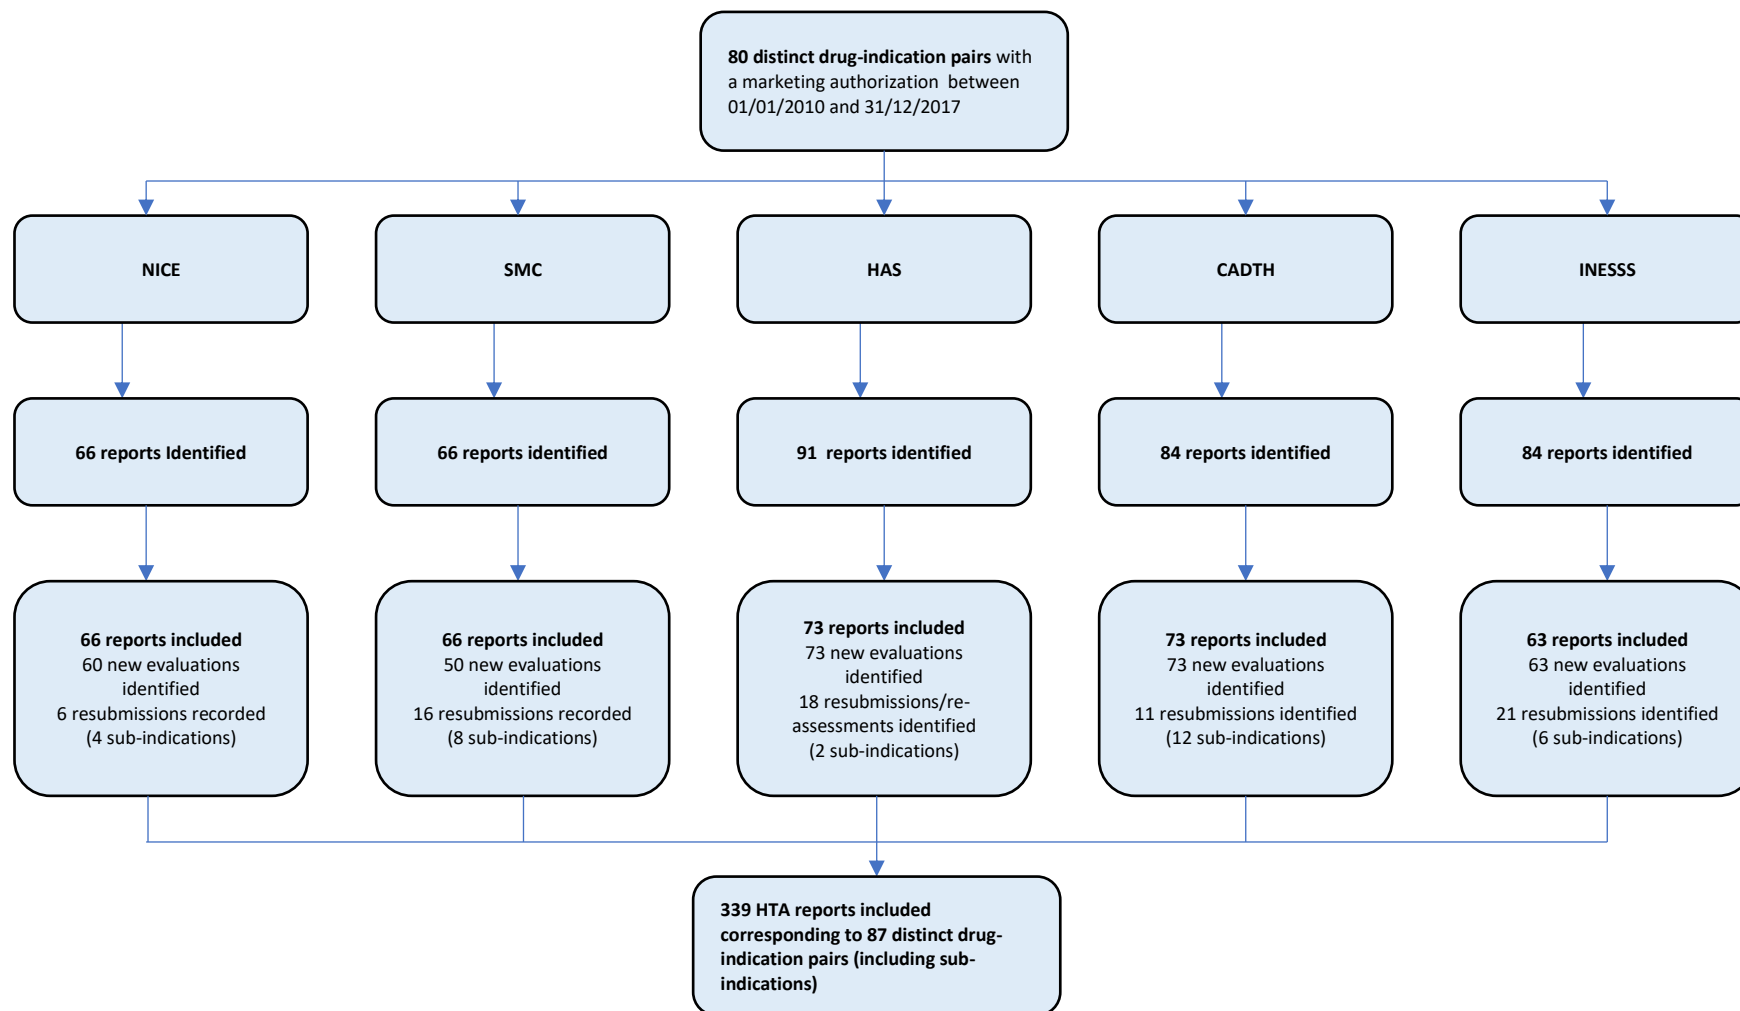 80 distinct drug-indication pairs with
a marketing authorization between
01/01/2010 and 31/12/2017
NICE
SMC
HAS
CADTH
INESSS
66 reports Identified
66 reports identified
91 reports identified
84 reports identified
84 reports identified
66 reports included
60 new evaluations
identified
6 resubmissions recorded
(4 sub-indications)
66 reports included
50 new evaluations
identified
16 resubmissions recorded
(8 sub-indications)
73 reports included
73 new evaluations
identified
18 resubmissions/re-
assessments identified
(2 sub-indications)
73 reports included
73 new evaluations
identified
11 resubmissions identified
(12 sub-indications)
63 reports included
63 new evaluations
identified
21 resubmissions identified
(6 sub-indications)
339 HTA reports included
corresponding to 87 distinct drug-
indication pairs (including sub-
indications)